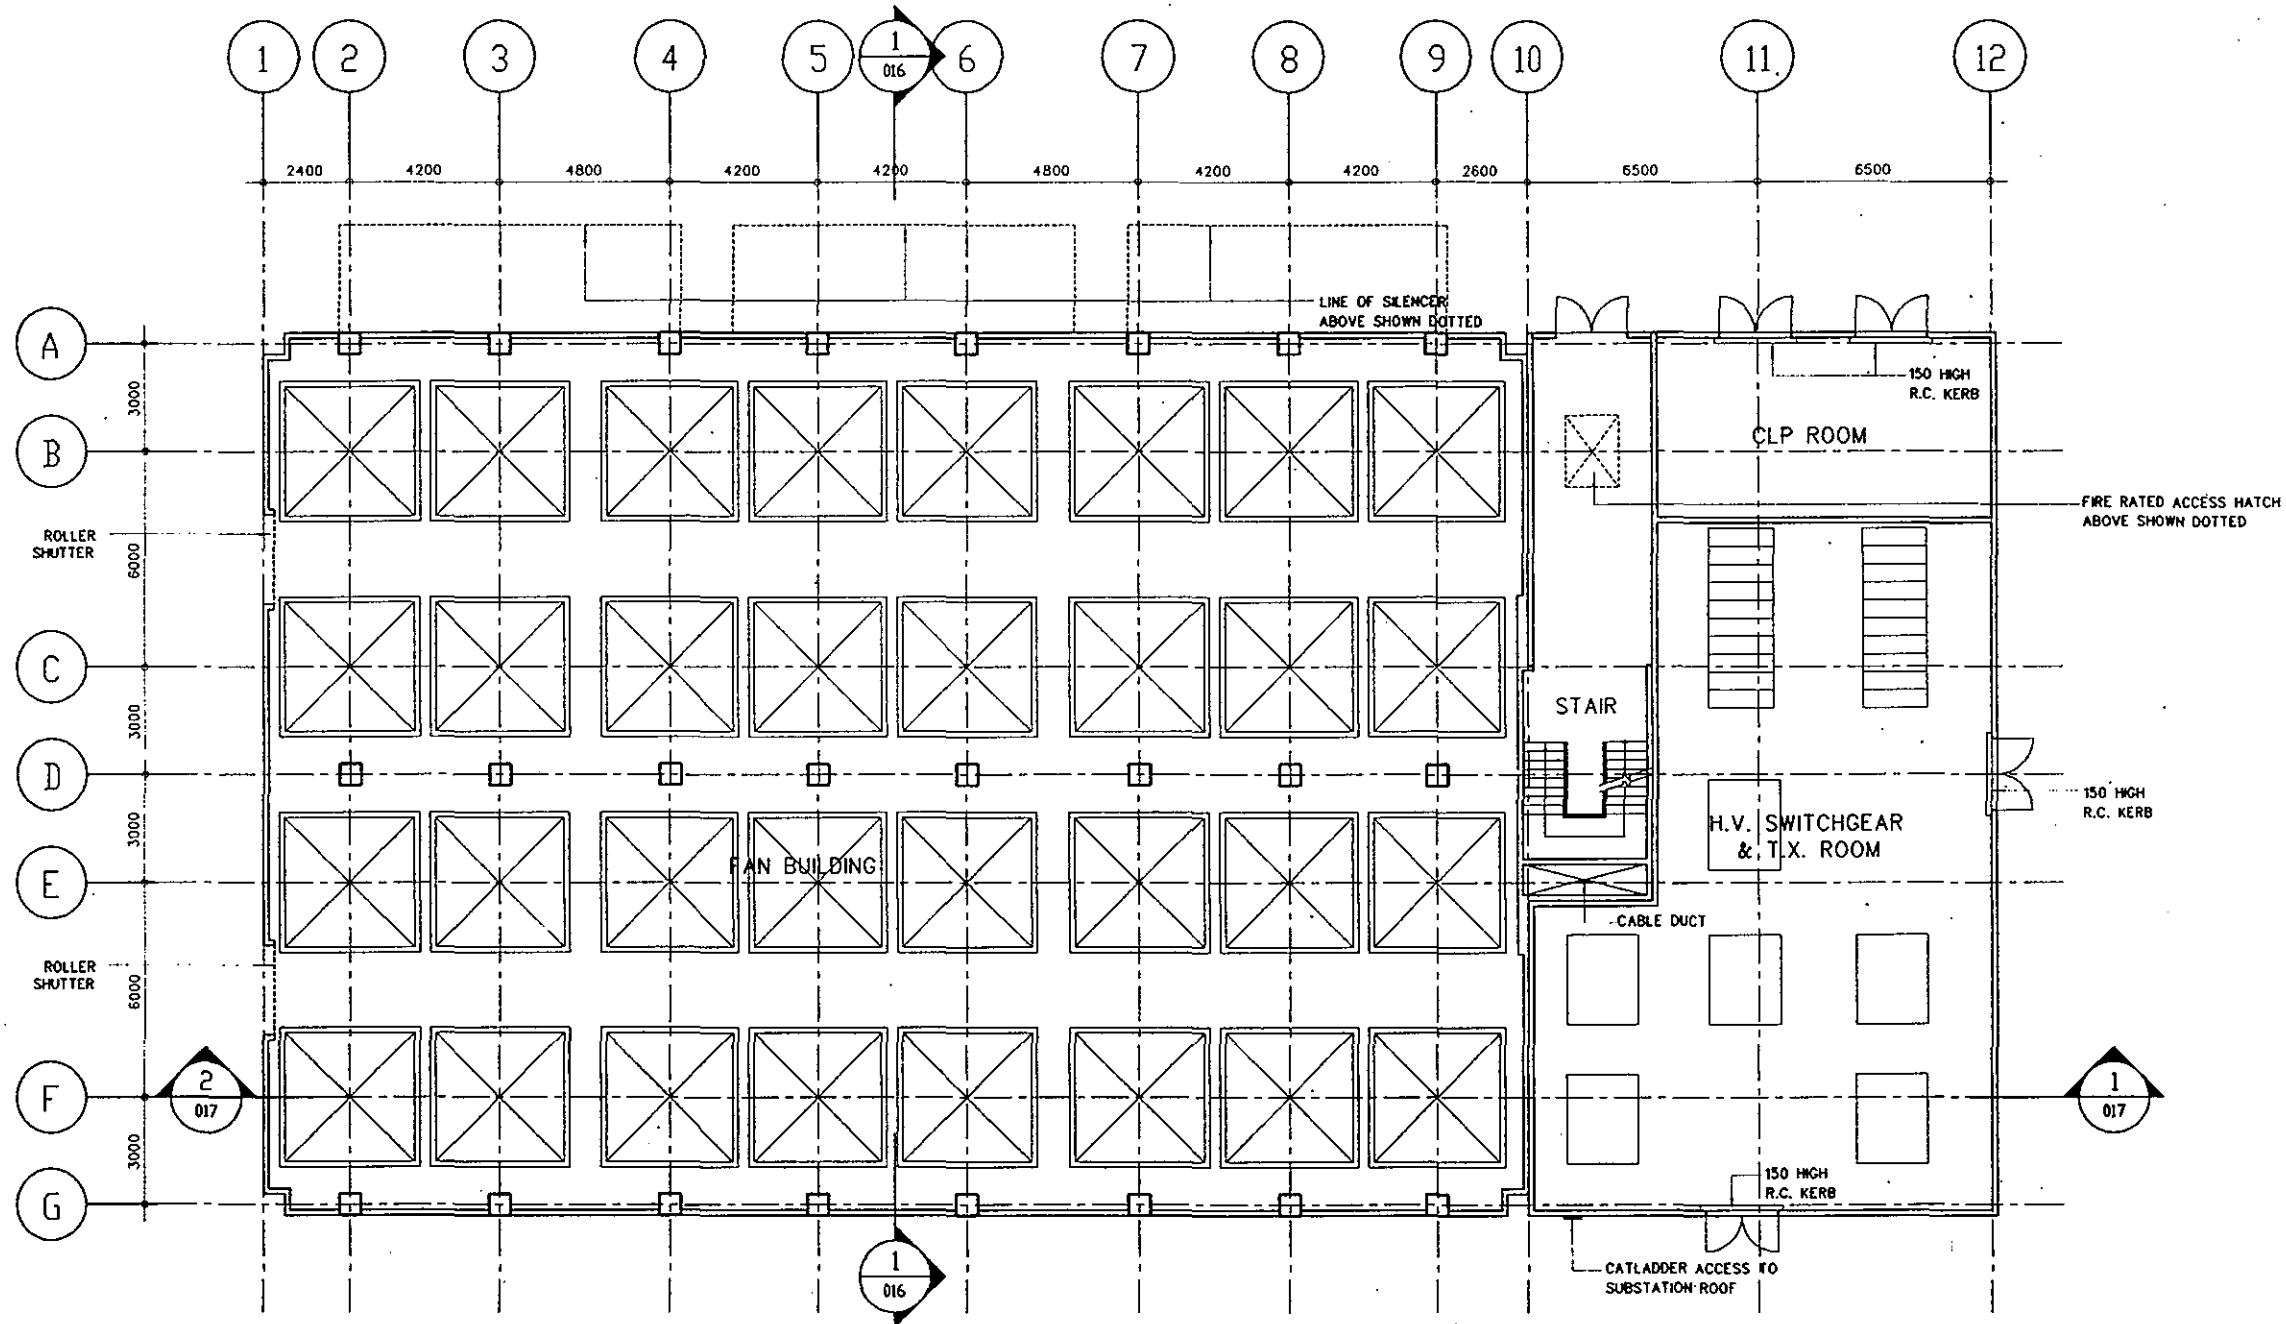 1 2 3 4 5 1 6 7 8 9 10 11 12
016
2400 4200 4800 4200 4200 4800 4200 4200 2600 6500 6500
LINE OF SILENCER
ABOVE SHOWN DOTTED
A
3000
150 HIGH
R.C. KERB
B
CLP ROOM
FIRE RATED ACCESS HATCH
ABOVE SHOWN DOTTED
ROLLER
SHUTTER
6000
C
STAIR
3000
D
150 HIGH
R.C. KERB
3000
H.V. SWITCHGEAR
& T.X. ROOM
FAN BUILDING
E
CABLE DUCT
ROLLER
SHUTTER
6000
2
017
F
1
017
3000
150 HIGH
R.C. KERB
G
1
016
CATLADDER ACCESS TO
SUBSTATION ROOF